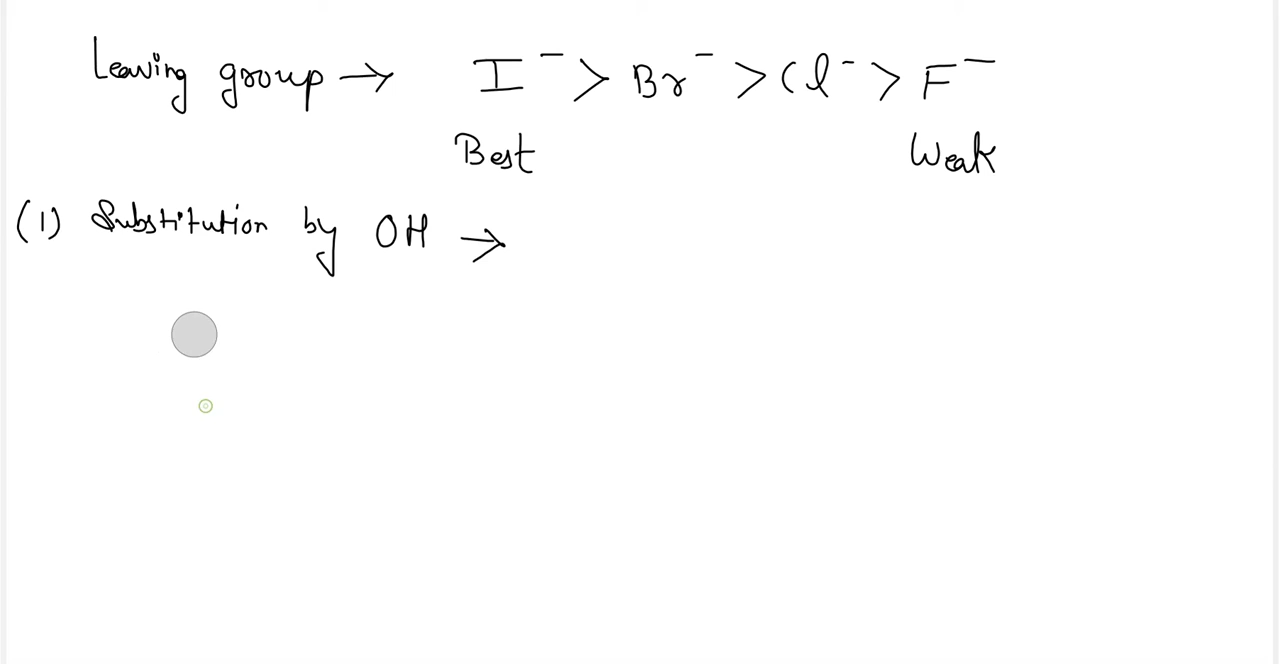 Leaving group → I⁻ > Br⁻ > Cl⁻ > F⁻
Best Weak
(1) Substitution by OH →